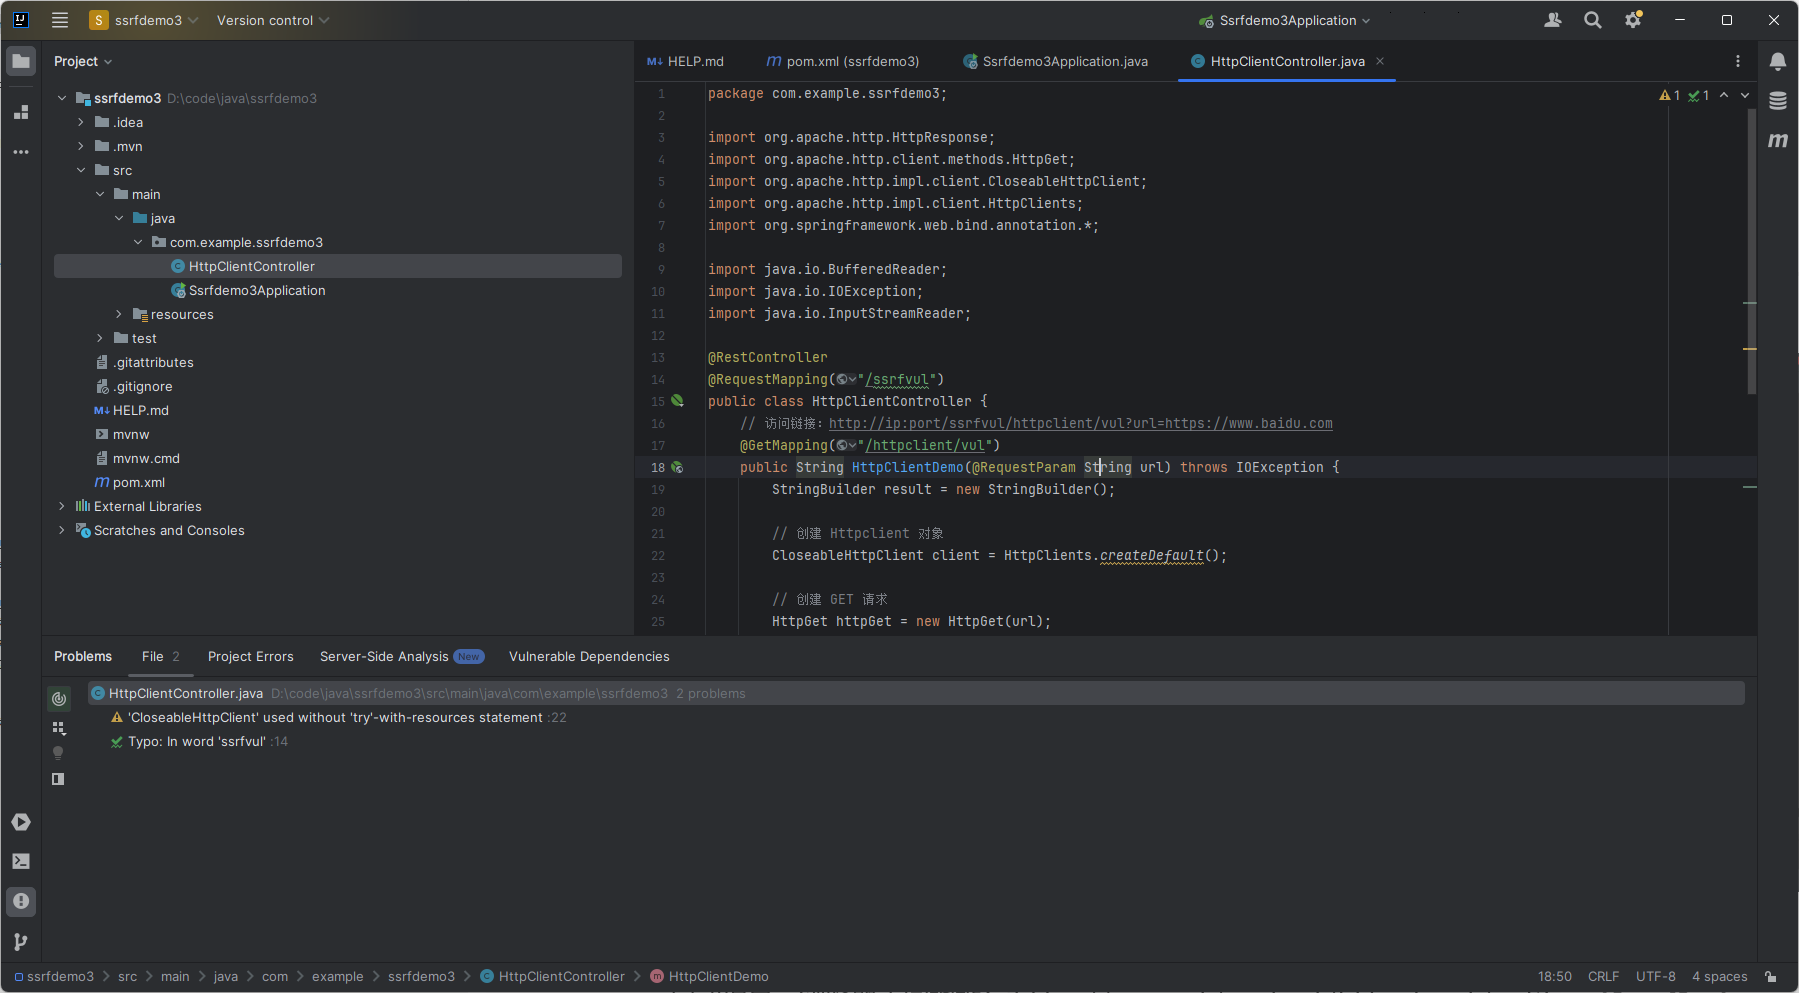 S ssrfdemo3 Version control Ssrfdemo3Application
Project
ssrfdemo3 D:\code\java\ssrfdemo3
.idea
.mvn
src
main
java
com.example.ssrfdemo3
HttpClientController
Ssrfdemo3Application
resources
test
.gitattributes
.gitignore
HELP.md
mvnw
mvnw.cmd
pom.xml
External Libraries
Scratches and Consoles
HELP.md pom.xml (ssrfdemo3) Ssrfdemo3Application.java HttpClientController.java
1 1
1 package com.example.ssrfdemo3;
2
3 import org.apache.http.HttpResponse;
4 import org.apache.http.client.methods.HttpGet;
5 import org.apache.http.impl.client.CloseableHttpClient;
6 import org.apache.http.impl.client.HttpClients;
7 import org.springframework.web.bind.annotation.*;
8
9 import java.io.BufferedReader;
10 import java.io.IOException;
11 import java.io.InputStreamReader;
12
13 @RestController
14 @RequestMapping("/ssrfvul")
15 public class HttpClientController {
16 // 访问链接：http://ip:port/ssrfvul/httpclient/vul?url=https://www.baidu.com
17 @GetMapping("/httpclient/vul")
18 public String HttpClientDemo(@RequestParam String url) throws IOException {
19 StringBuilder result = new StringBuilder();
20
21 // 创建 Httpclient 对象
22 CloseableHttpClient client = HttpClients.createDefault();
23
24 // 创建 GET 请求
25 HttpGet httpGet = new HttpGet(url);
Problems File 2 Project Errors Server-Side Analysis New Vulnerable Dependencies
HttpClientController.java D:\code\java\ssrfdemo3\src\main\java\com\example\ssrfdemo3 2 problems
'CloseableHttpClient' used without 'try'-with-resources statement :22
Typo: In word 'ssrfvul' :14
ssrfdemo3 > src > main > java > com > example > ssrfdemo3 > HttpClientController > HttpClientDemo 18:50 CRLF UTF-8 4 spaces